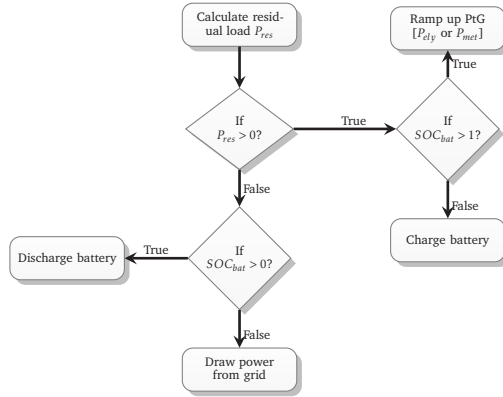 Calculate resid-
ual load P_res
Ramp up PtG
[P_ely or P_met]
True
If
P_res > 0?
True
If
SOC_bat > 1?
False
False
Charge battery
If
SOC_bat > 0?
True
Discharge battery
False
Draw power
from grid